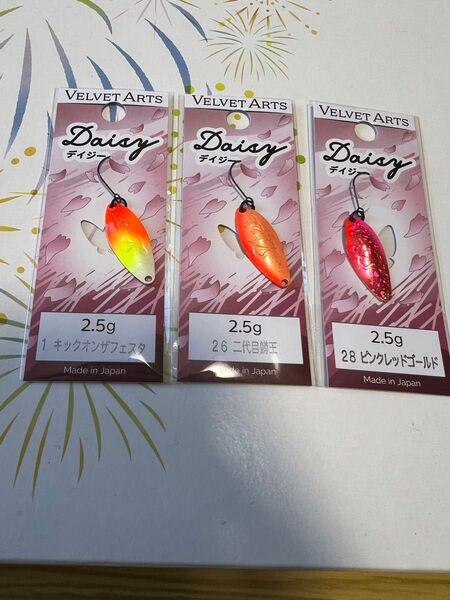 VELVET ARTS
Daisy
デイジー
2.5g
1 キックオンザフェスタ
Made in Japan
VELVET ARTS
Daisy
デイジー
2.5g
26 二代目鱒王
Made in Japan
VELVET ARTS
Daisy
デイジー
2.5g
28 ピンクレッドゴールド
Made in Japan